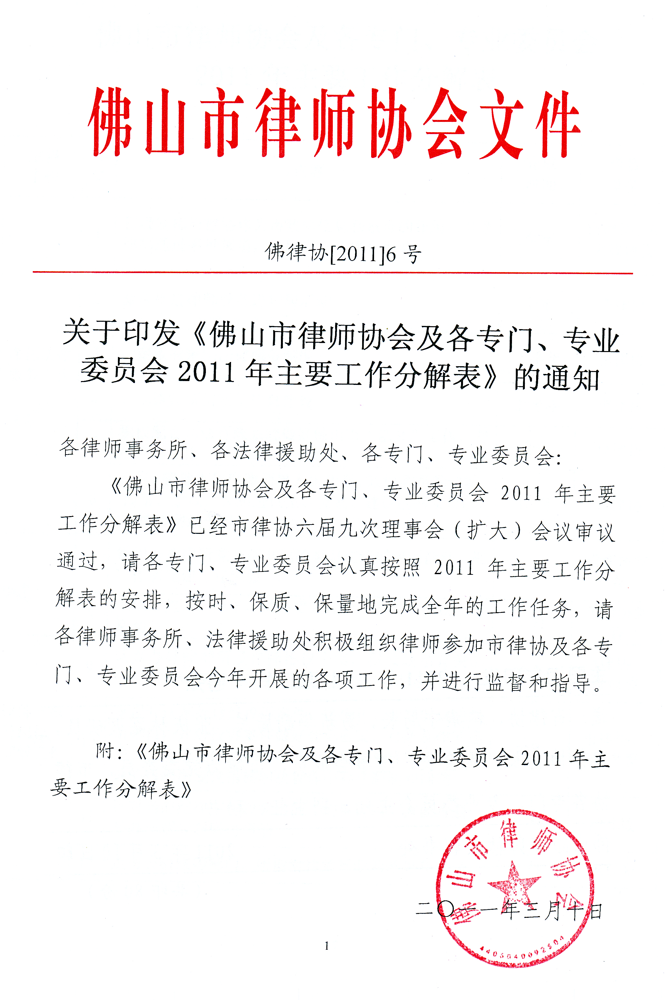 佛山市律师协会文件
佛律协[2011]6 号
关于印发《佛山市律师协会及各专门、专业
委员会 2011 年主要工作分解表》的通知
各律师事务所、各法律援助处、各专门、专业委员会:
《佛山市律师协会及各专门、专业委员会 2011 年主要
工作分解表》已经市律协六届九次理事会（扩大）会议审议
通过，请各专门、专业委员会认真按照 2011 年主要工作分
解表的安排，按时、保质、保量地完成全年的工作任务，请
各律师事务所、法律援助处积极组织律师参加市律协及各专
门、专业委员会今年开展的各项工作，并进行监督和指导。
附：《佛山市律师协会及各专门、专业委员会 2011 年主
要工作分解表》
佛山市律师协会
二〇一一年三月十日
1